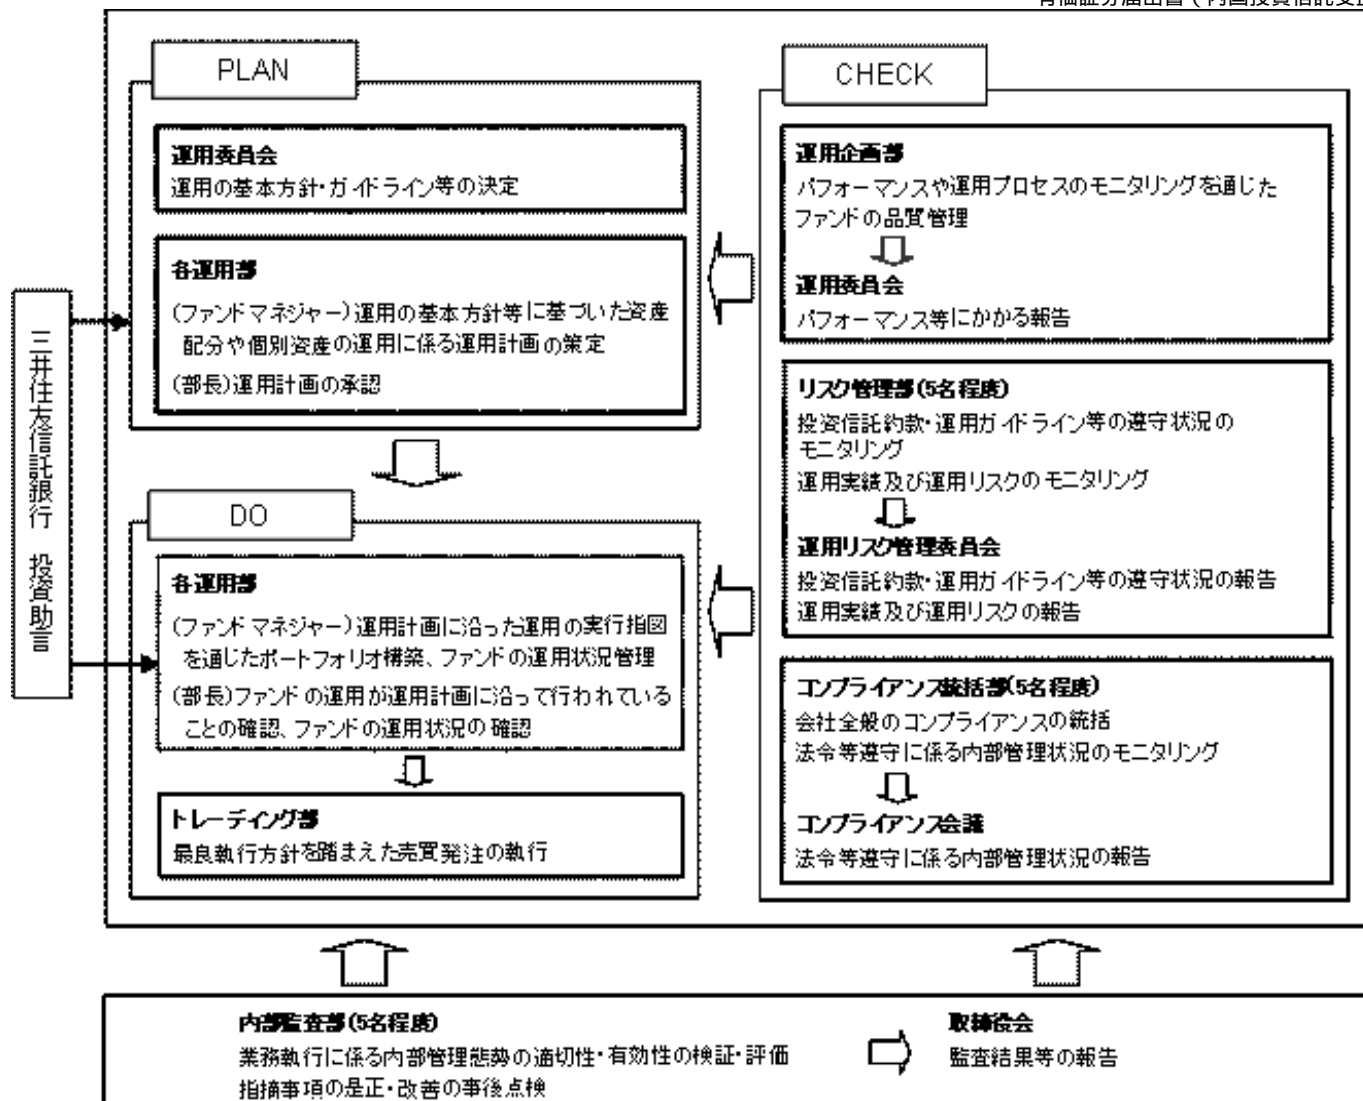 PLAN
運用委員会
運用の基本方針・ガイドライン等の決定
各運用部
(ファンドマネジャー)運用の基本方針等に基づいた資産
配分や個別資産の運用に係る運用計画の策定
(部長)運用計画の承認
三井住友信託銀行 投資助言
DO
各運用部
(ファンドマネジャー)運用計画に沿った運用の実行指図
を通じたポートフォリオ構築、ファンドの運用状況管理
(部長)ファンドの運用が運用計画に沿って行われている
ことの確認、ファンドの運用状況の確認
トレーディング部
最良執行方針を踏まえた売買発注の執行
CHECK
運用企画部
パフォーマンスや運用プロセスのモニタリングを通じた
ファンドの品質管理
運用委員会
パフォーマンス等にかかる報告
リスク管理部(5名程度)
投資信託約款・運用ガイドライン等の遵守状況の
モニタリング
運用実績及び運用リスクのモニタリング
運用リスク管理委員会
投資信託約款・運用ガイドライン等の遵守状況の報告
運用実績及び運用リスクの報告
コンプライアンス統括部(5名程度)
会社全般のコンプライアンスの統括
法令等遵守に係る内部管理状況のモニタリング
コンプライアンス会議
法令等遵守に係る内部管理状況の報告
内部監査部(5名程度)
業務執行に係る内部管理態勢の適切性・有効性の検証・評価
指摘事項の是正・改善の事後点検
取締役会
監査結果等の報告